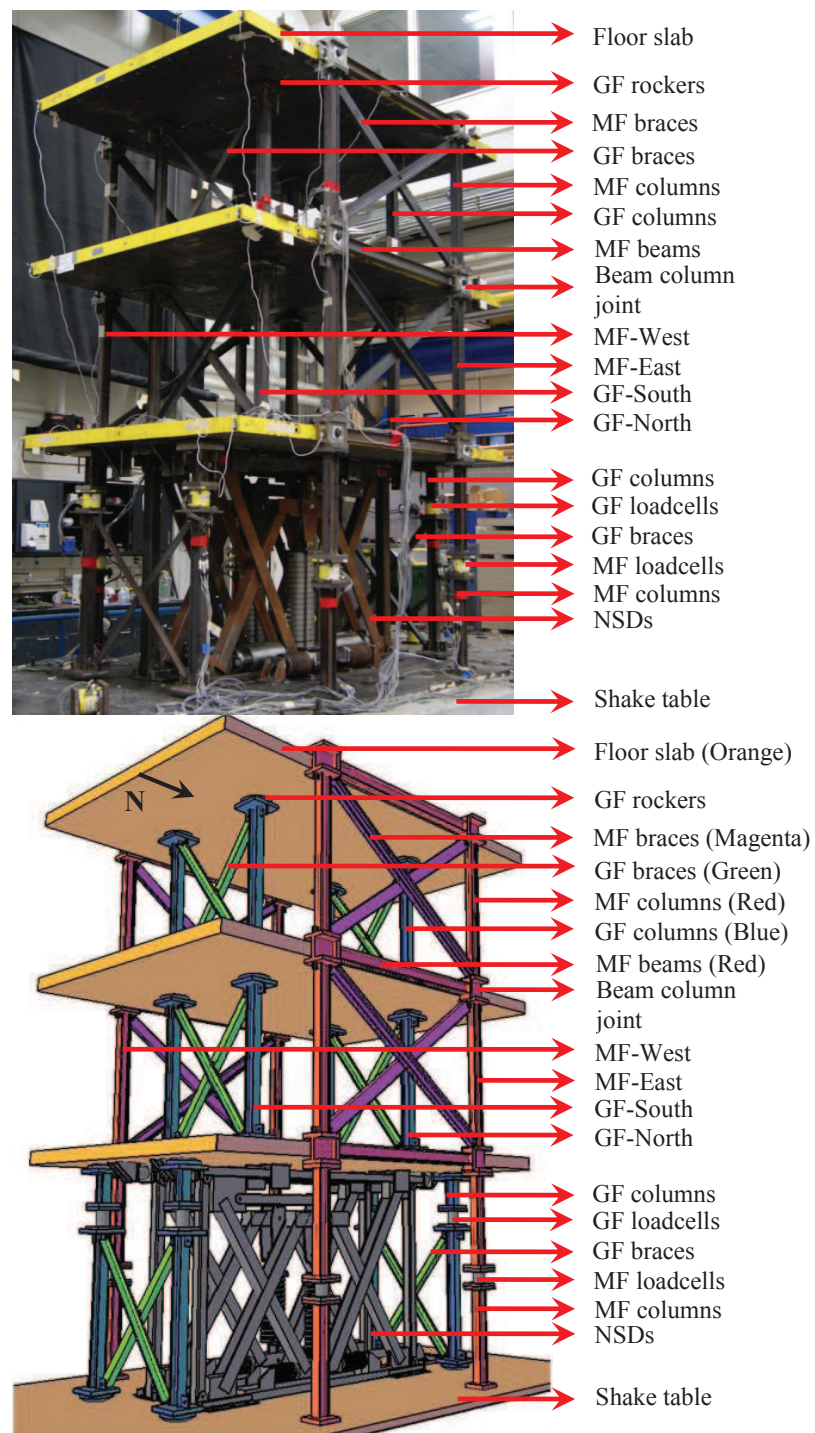 Floor slab
GF rockers
MF braces
GF braces
MF columns
GF columns
MF beams
Beam column
joint
MF-West
MF-East
GF-South
GF-North
GF columns
GF loadcells
GF braces
MF loadcells
MF columns
NSDs
Shake table
Floor slab (Orange)
N
GF rockers
MF braces (Magenta)
GF braces (Green)
MF columns (Red)
GF columns (Blue)
MF beams (Red)
Beam column
joint
MF-West
MF-East
GF-South
GF-North
GF columns
GF loadcells
GF braces
MF loadcells
MF columns
NSDs
Shake table